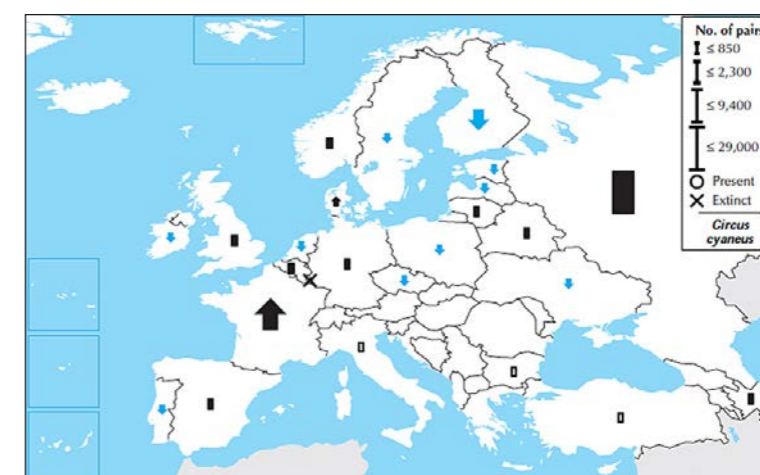 No. of pairs
≤ 850
≤ 2,300
≤ 9,400
≤ 29,000
Present
Extinct
Circus
cyaneus